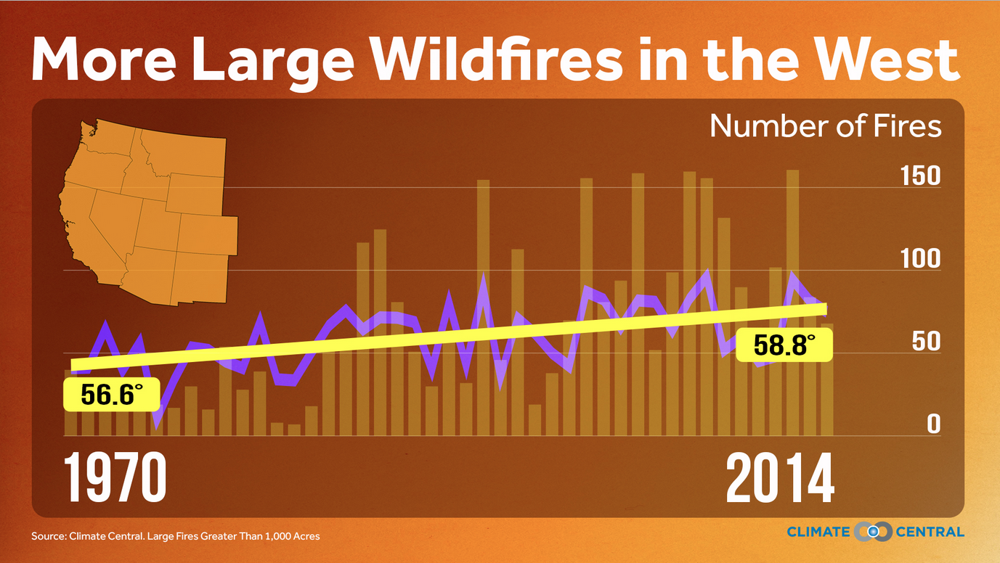 More Large Wildfires in the West
Number of Fires
150
100
50
0
56.6°
58.8°
1970
2014
Source: Climate Central. Large Fires Greater Than 1,000 Acres
CLIMATE CENTRAL